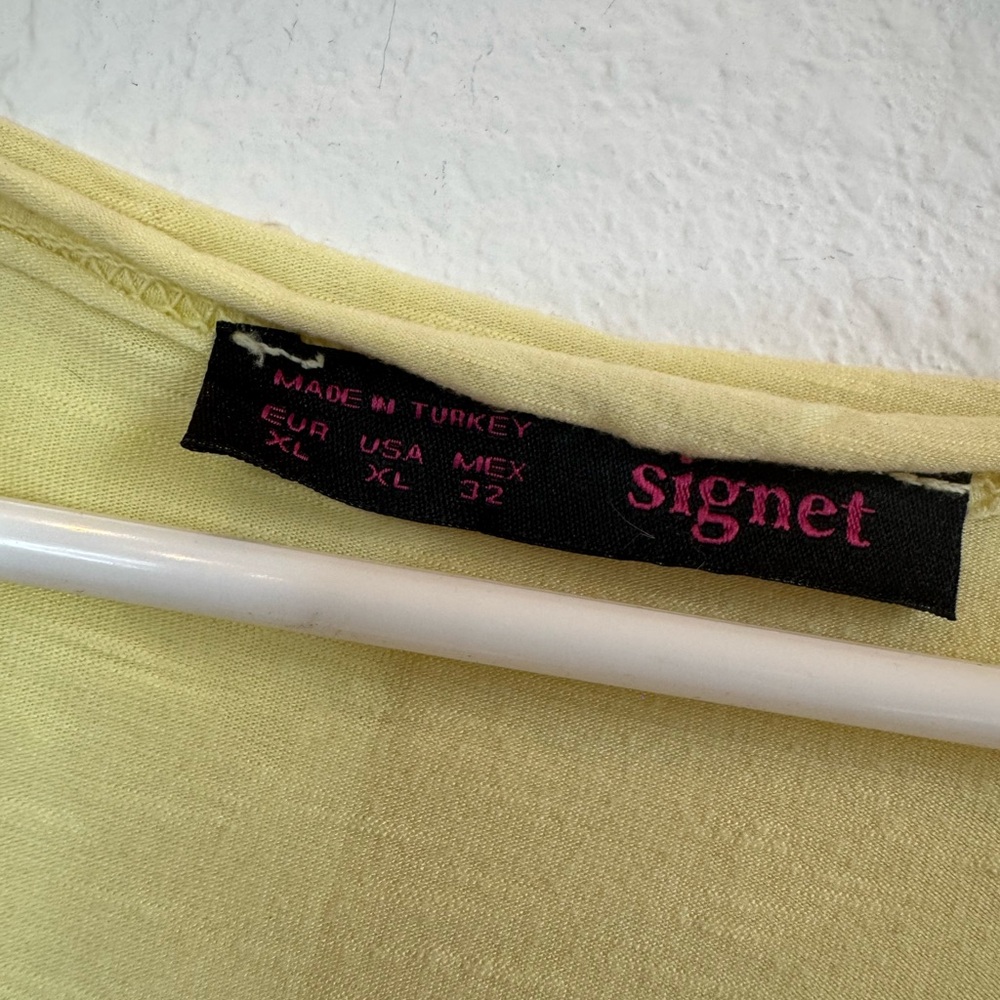 MADE IN TURKEY
EUR USA MEX
XL XL 32
signet